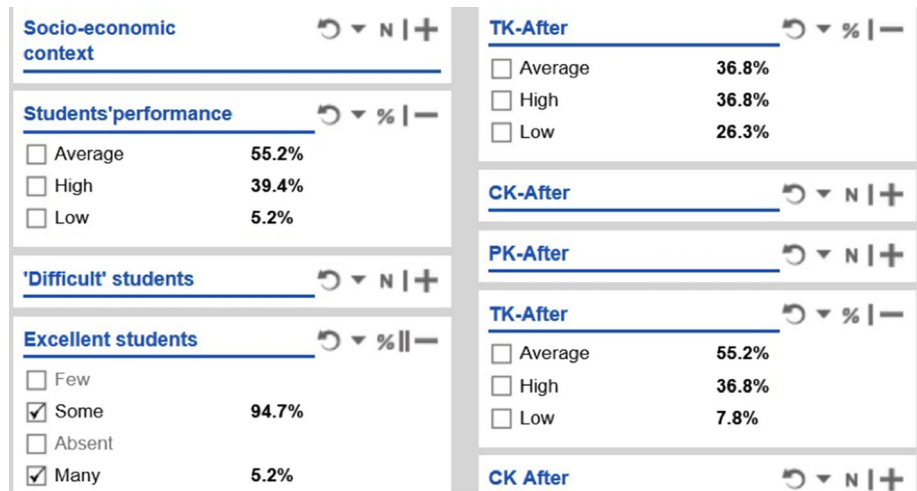 Socio-economic
context
N
Students'performance
%
Average 55.2%
High 39.4%
Low 5.2%
'Difficult' students
N
Excellent students
%
Few
Some 94.7%
Absent
Many 5.2%
TK-After
%
Average 36.8%
High 36.8%
Low 26.3%
CK-After
N
PK-After
N
TK-After
%
Average 55.2%
High 36.8%
Low 7.8%
CK After
N